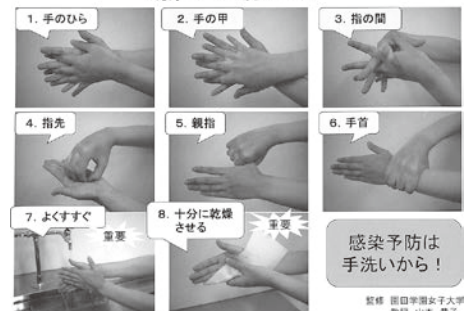 1. 手のひら
2. 手の甲
3. 指の間
4. 指先
5. 親指
6. 手首
7. よくすすぐ
重要
8. 十分に乾燥
させる
重要
感染予防は
手洗いから！
監修 園田学園女子大学